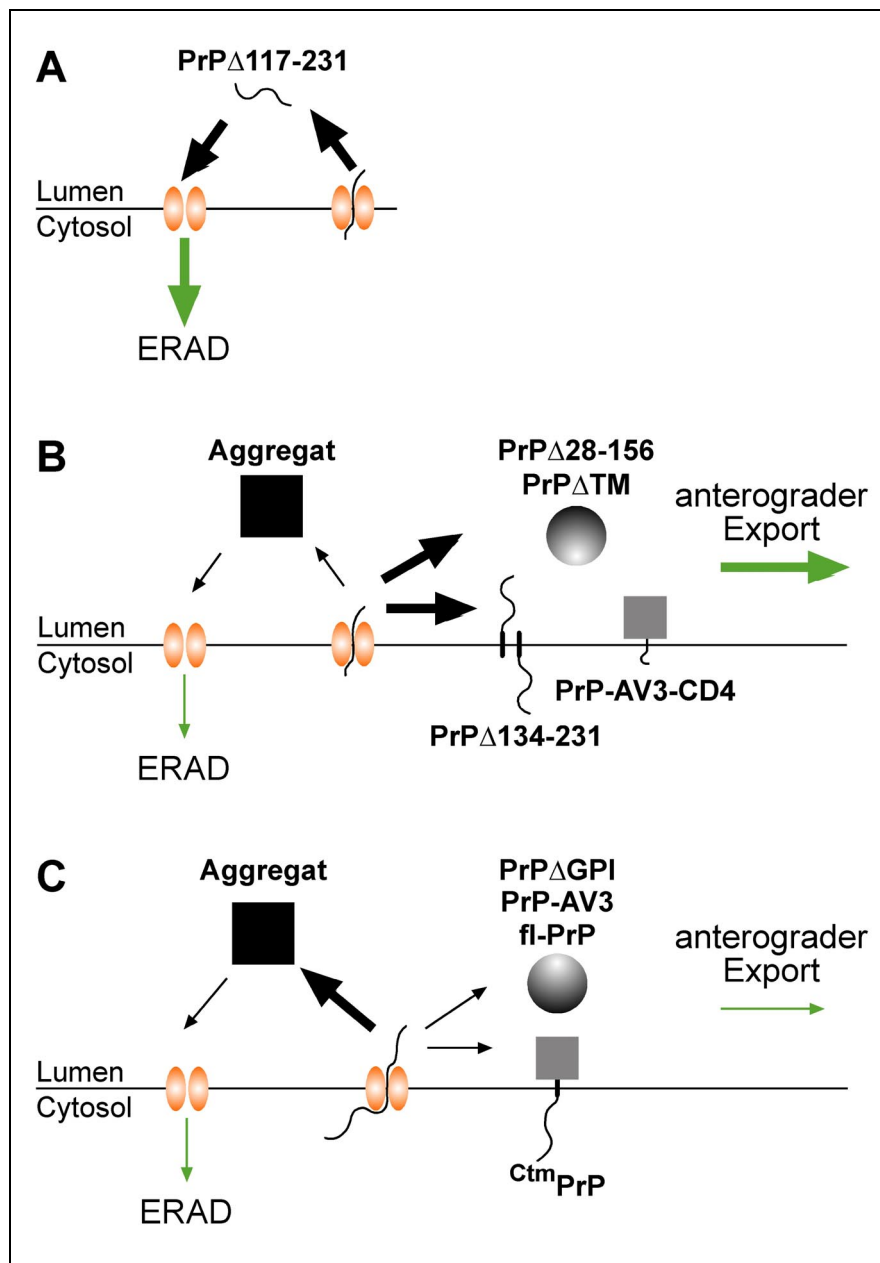 A
PrPΔ117-231
Lumen
Cytosol
ERAD
B
Aggregat
PrPΔ28-156
PrPΔTM
anterograder
Export
Lumen
Cytosol
PrP-AV3-CD4
PrPΔ134-231
ERAD
C
Aggregat
PrPΔGPI
PrP-AV3
fl-PrP
anterograder
Export
Lumen
Cytosol
CtmPrP
ERAD